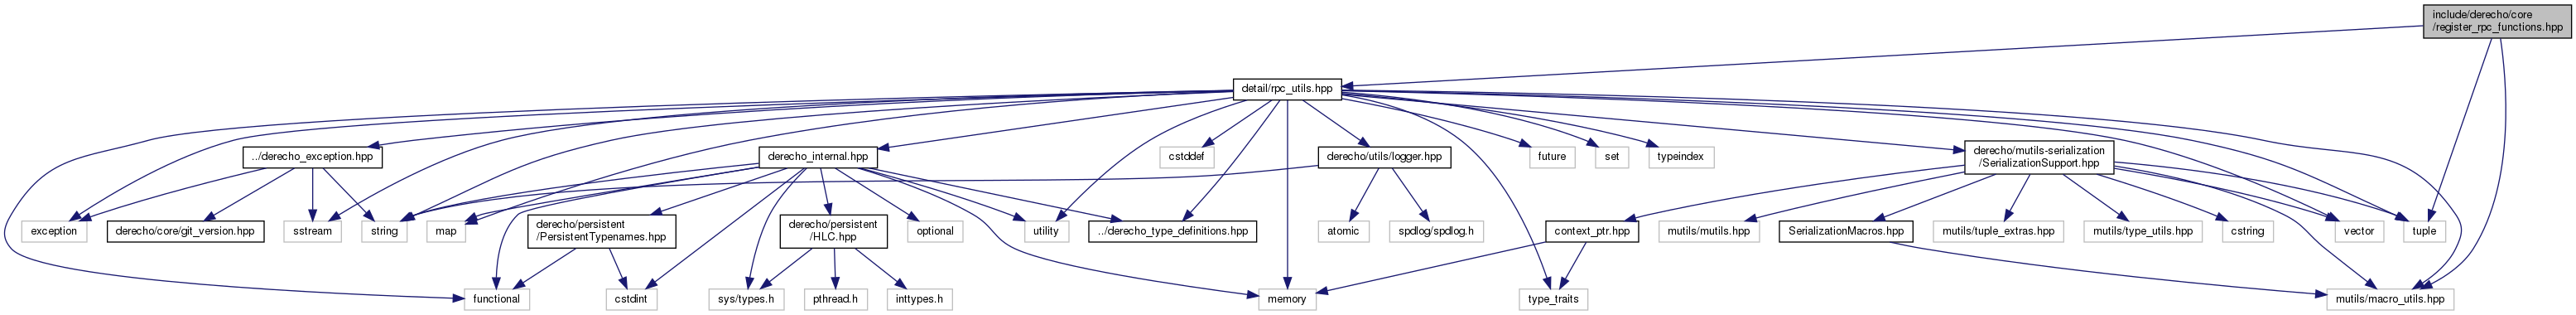 include/derecho/core
/register_rpc_functions.hpp
detail/rpc_utils.hpp
../derecho_exception.hpp
derecho_internal.hpp
cstddef
derecho/utils/logger.hpp
future
set
typeindex
derecho/mutils-serialization
/SerializationSupport.hpp
exception
derecho/core/git_version.hpp
sstream
string
map
derecho/persistent
/PersistentTypenames.hpp
derecho/persistent
/HLC.hpp
optional
utility
../derecho_type_definitions.hpp
atomic
spdlog/spdlog.h
context_ptr.hpp
mutils/mutils.hpp
SerializationMacros.hpp
mutils/tuple_extras.hpp
mutils/type_utils.hpp
cstring
vector
tuple
functional
cstdint
sys/types.h
pthread.h
inttypes.h
memory
type_traits
mutils/macro_utils.hpp